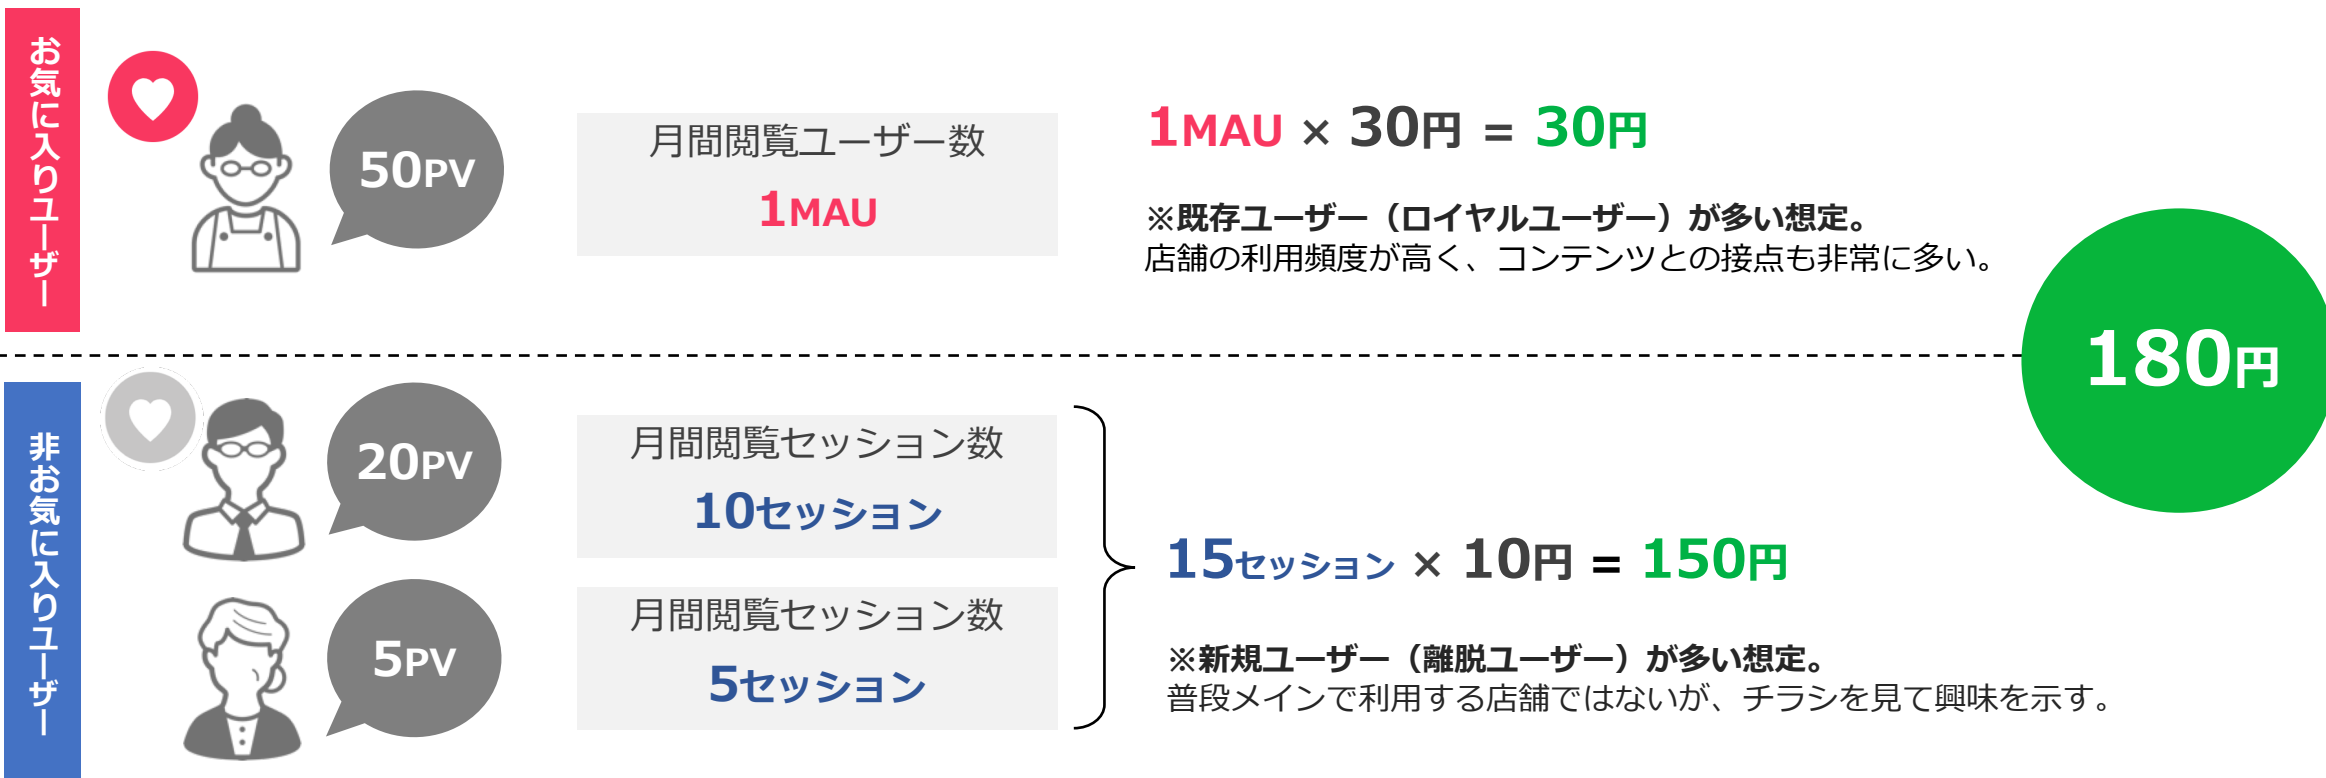 お気に入りユーザー
50PV
月間閲覧ユーザー数
1MAU
1MAU × 30円 = 30円
※既存ユーザー（ロイヤルユーザー）が多い想定。
店舗の利用頻度が高く、コンテンツとの接点も非常に多い。
180円
非お気に入りユーザー
20PV
月間閲覧セッション数
10セッション
5PV
月間閲覧セッション数
5セッション
15セッション × 10円 = 150円
※新規ユーザー（離脱ユーザー）が多い想定。
普段メインで利用する店舗ではないが、チラシを見て興味を示す。